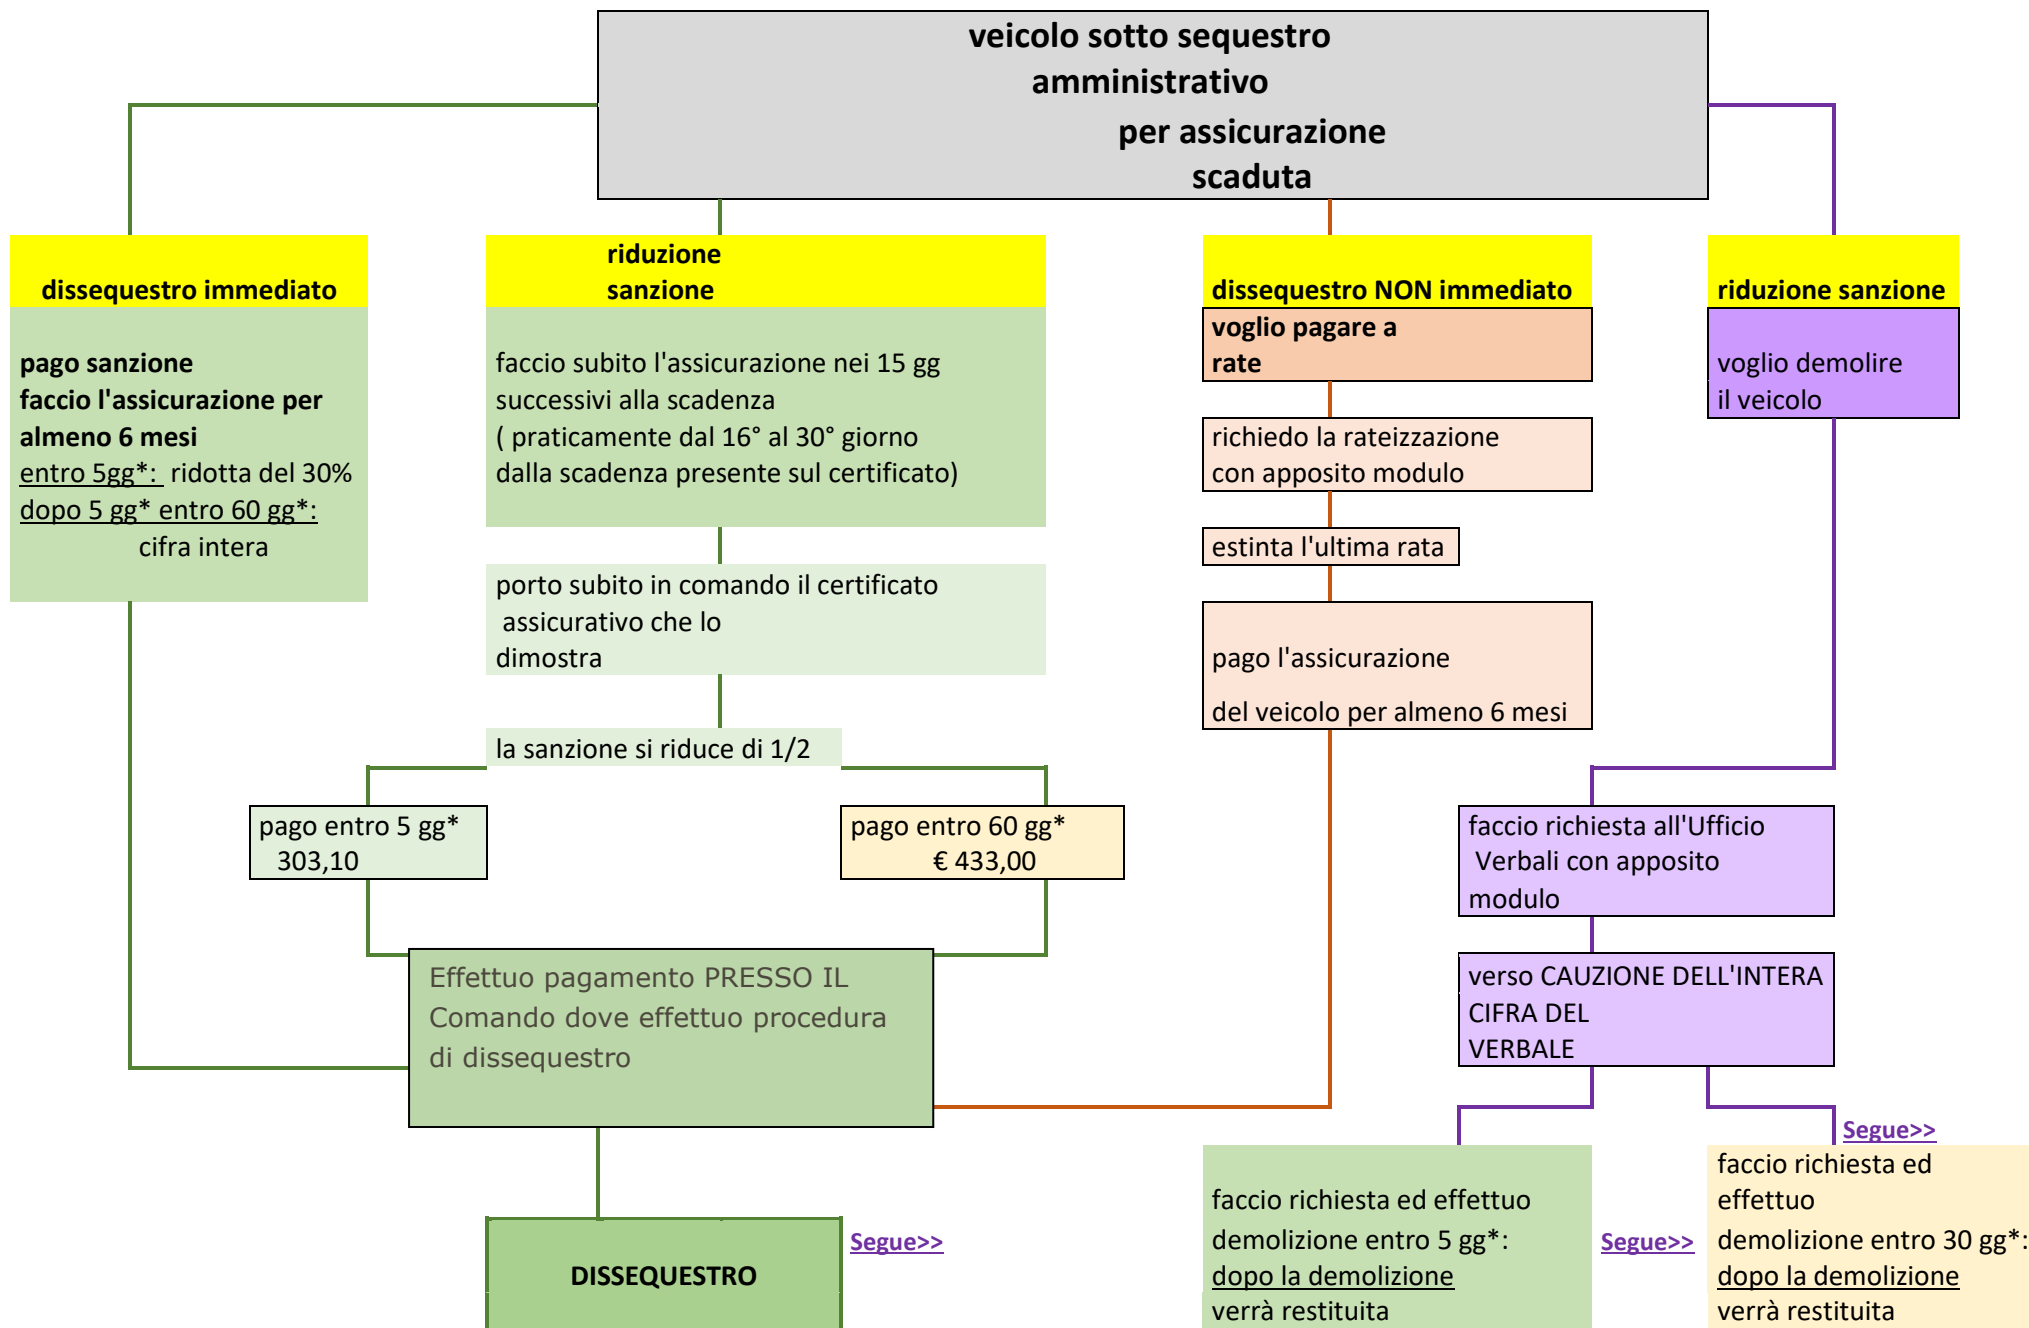 veicolo sotto sequestro
amministrativo
per assicurazione
scaduta
dissequestro immediato
pago sanzione
faccio l'assicurazione per
almeno 6 mesi
entro 5gg*: ridotta del 30%
dopo 5 gg* entro 60 gg*:
cifra intera
riduzione
sanzione
faccio subito l'assicurazione nei 15 gg
successivi alla scadenza
( praticamente dal 16° al 30° giorno
dalla scadenza presente sul certificato)
porto subito in comando il certificato
assicurativo che lo
dimostra
la sanzione si riduce di 1/2
pago entro 5 gg*
303,10
pago entro 60 gg*
€ 433,00
Effettuo pagamento PRESSO IL
Comando dove effettuo procedura
di dissequestro
DISSEQUESTRO
Segue>>
dissequestro NON immediato
voglio pagare a
rate
richiedo la rateizzazione
con apposito modulo
estinta l'ultima rata
pago l'assicurazione
del veicolo per almeno 6 mesi
riduzione sanzione
voglio demolire
il veicolo
faccio richiesta all'Ufficio
Verbali con apposito
modulo
verso CAUZIONE DELL'INTERA
CIFRA DEL
VERBALE
faccio richiesta ed effettuo
demolizione entro 5 gg*:
dopo la demolizione
verrà restituita
Segue>>
Segue>>
faccio richiesta ed
effettuo
demolizione entro 30 gg*:
dopo la demolizione
verrà restituita